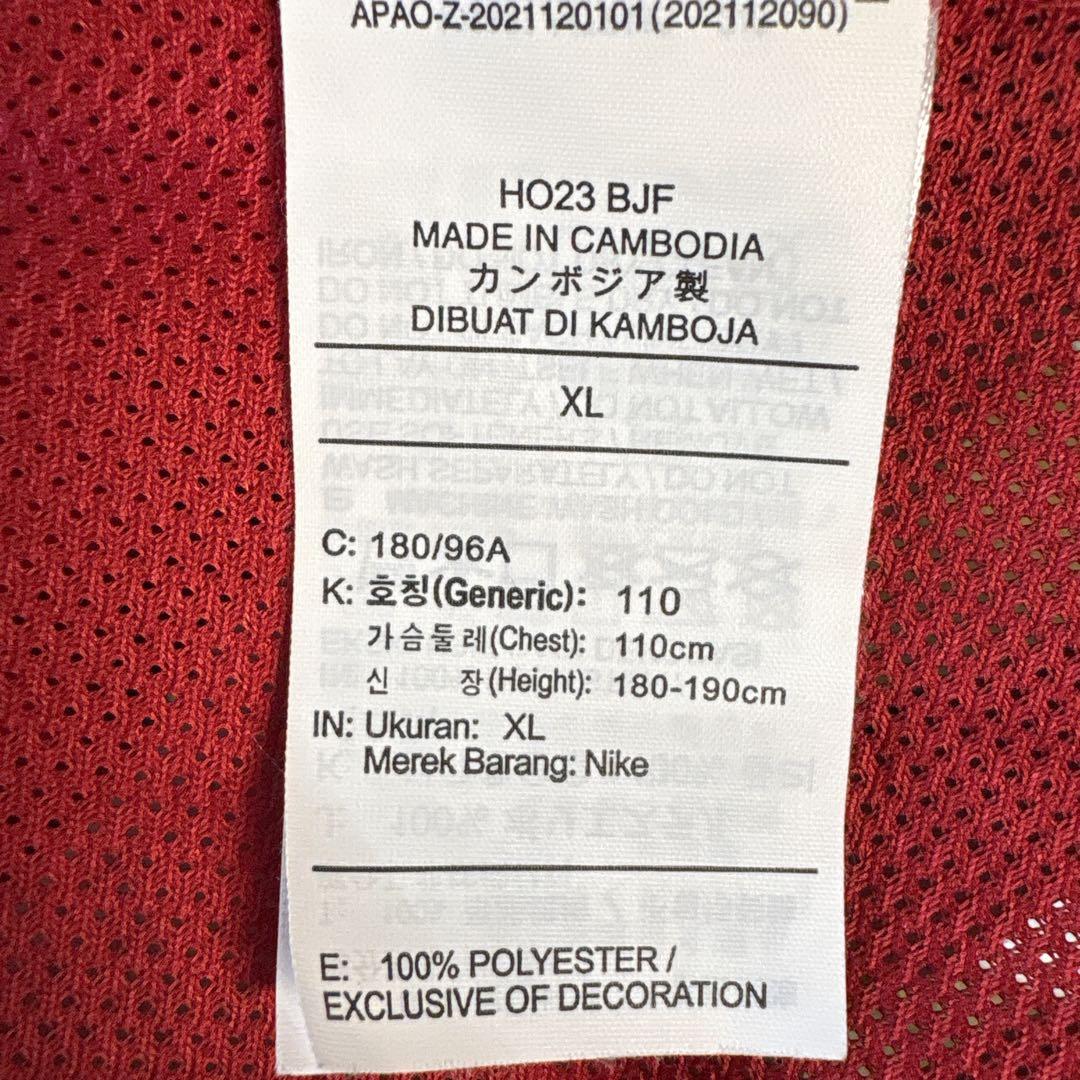 APAO-Z-2021120101(202112090)
HO23 BJF
MADE IN CAMBODIA
カンボジア製
DIBUAT DI KAMBOJA
XL
C: 180/96A
K: 호칭(Generic): 110
가슴둘레(Chest): 110cm
신 장(Height): 180-190cm
IN: Ukuran: XL
Merek Barang: Nike
E: 100% POLYESTER /
EXCLUSIVE OF DECORATION